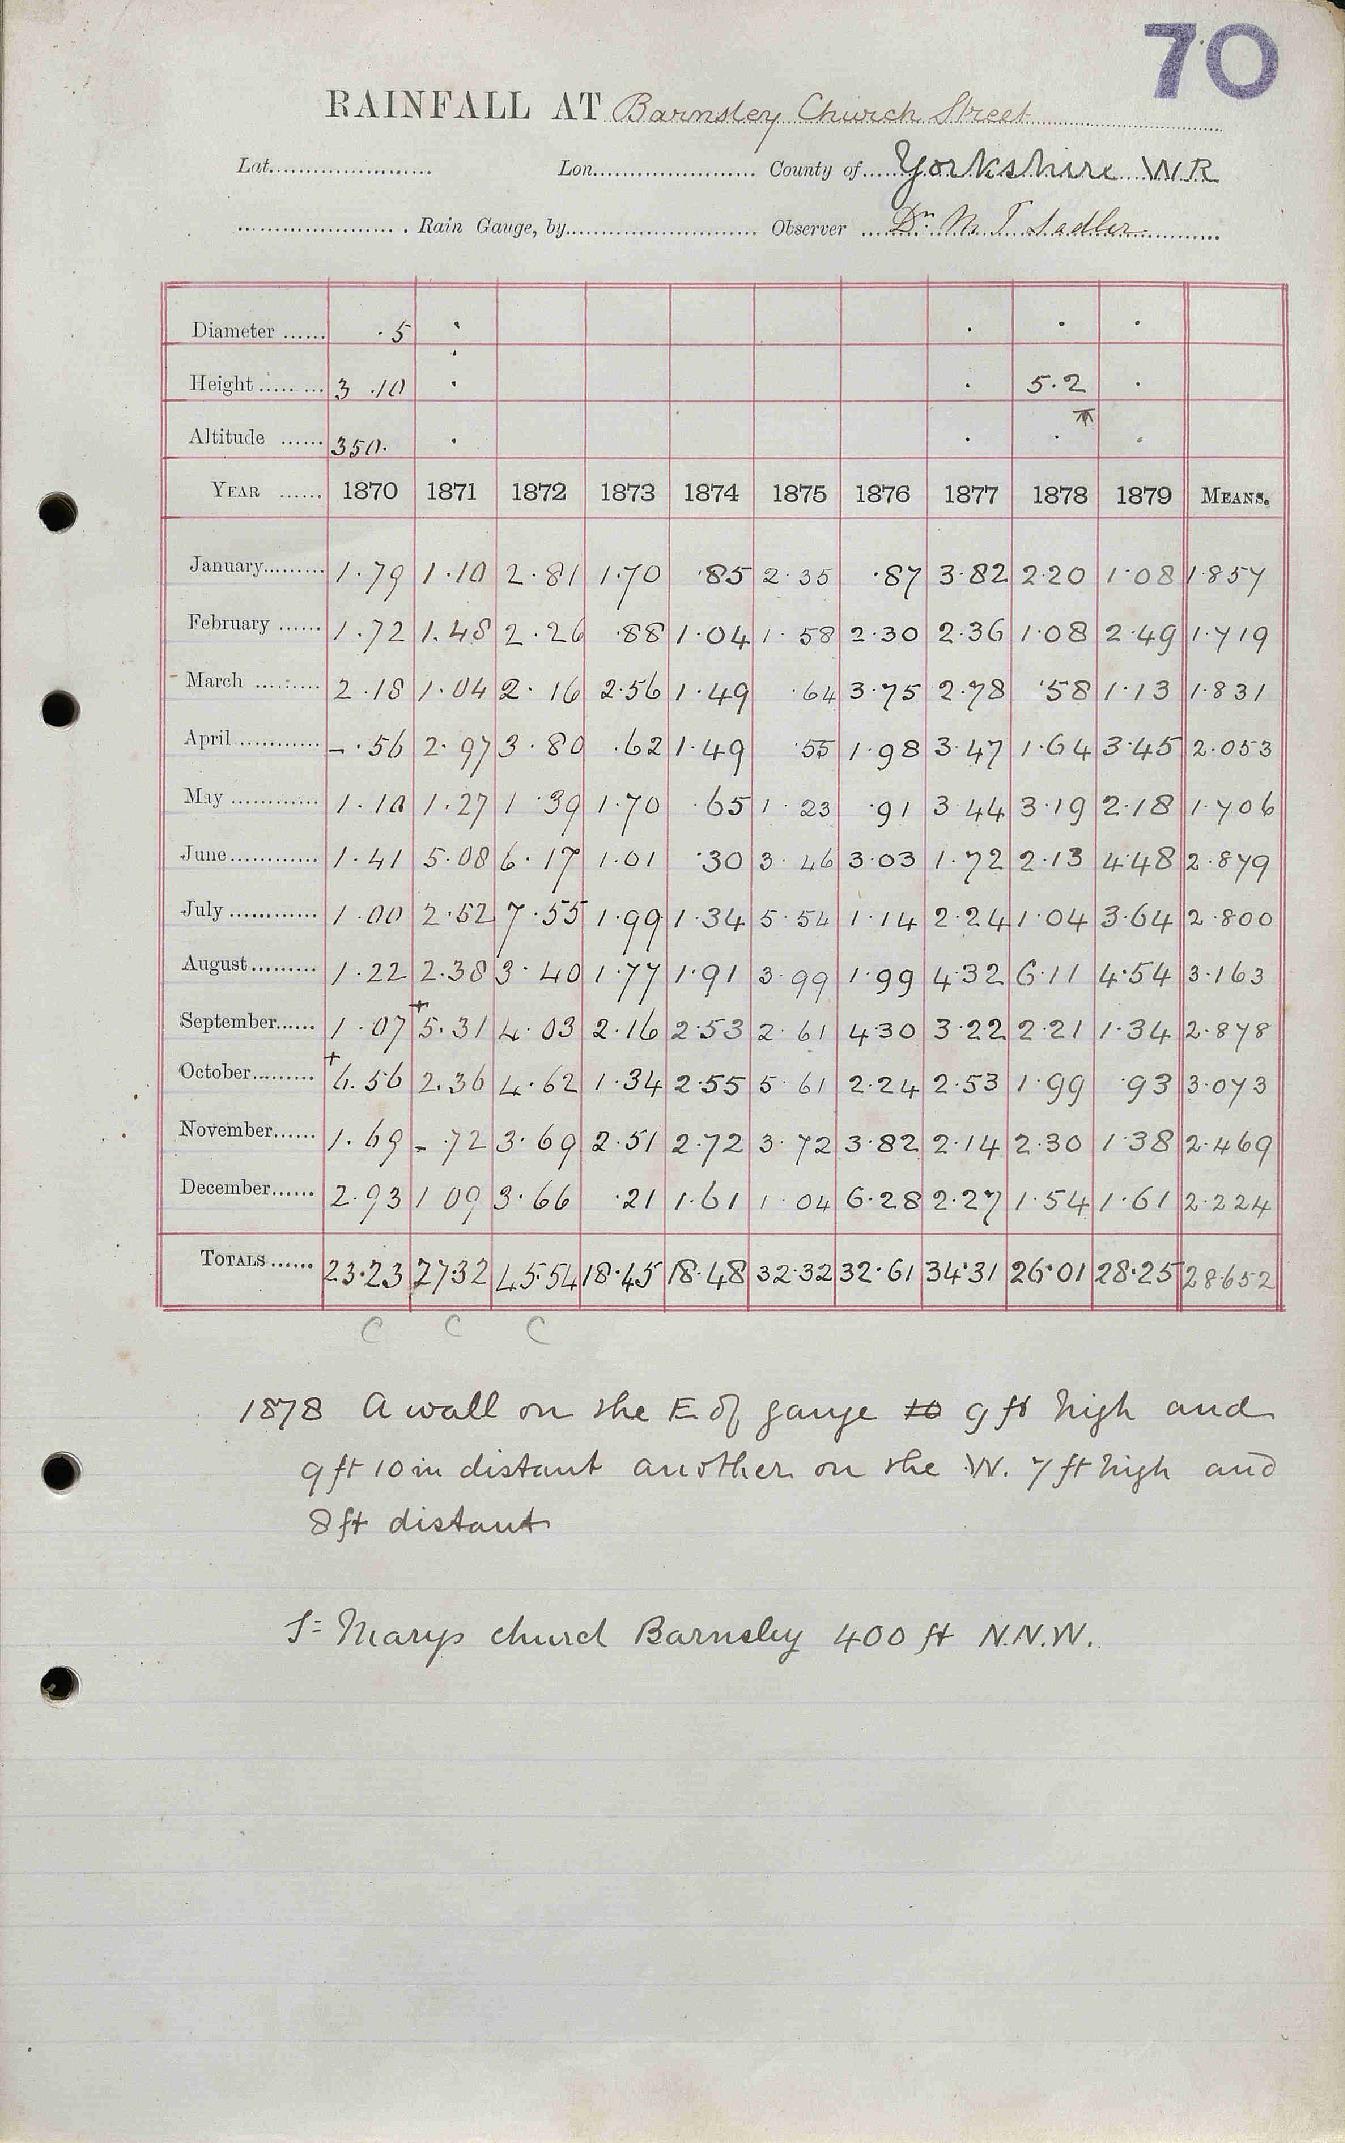 70
RAINFALL AT Barnsley Church Street
Lat. Lon. County of Yorkshire WR
Rain Gauge, by Observer Dr. M T Sadler
Diameter ...... ·5
Height ...... 3 .10 5·2
Altitude ...... 350.
YEAR ...... 1870 1871 1872 1873 1874 1875 1876 1877 1878 1879 MEANS.
January 1·79 1·10 2·81 1·70 ·85 2·35 ·87 3·82 2·20 1·08 1·857
February 1·72 1·48 2·26 ·88 1·04 1·58 2·30 2·36 1·08 2·49 1·719
March 2·18 1·04 2·16 2·56 1·49 ·64 3·75 2·78 ·58 1·13 1·831
April -·56 2·97 3·80 ·62 1·49 ·55 1·98 3·47 1·64 3·45 2·053
May 1·10 1·27 1·39 1·70 ·65 1·23 ·91 3·44 3·19 2·18 1·706
June 1·41 5·08 6·17 1·01 ·30 3·46 3·03 1·72 2·13 4·48 2·879
July 1·00 2·52 7·55 1·99 1·34 5·54 1·14 2·24 1·04 3·64 2·800
August 1·22 2·38 3·40 1·77 1·91 3·99 1·99 4·32 6·11 4·54 3·163
September 1·07 +5·31 4·03 2·16 2·53 2·61 4·30 3·22 2·21 1·34 2·878
October +6·56 2·36 4·62 1·34 2·55 5·61 2·24 2·53 1·99 ·93 3·073
November 1·69 -·72 3·69 2·51 2·72 3·72 3·82 2·14 2·30 1·38 2·469
December 2·93 1 09 3·66 ·21 1·61 1·04 6·28 2·27 1·54 1·61 2·224
TOTALS 23·23 27·32 45·54 18·45 18·48 32·32 32·61 34·31 26·01 28·25 28·652
C C C
1878 A wall on the E of gauge 10 9 ft high and
9 ft 10 in distant another on the W. 7 ft high and
8 ft distant
St Marys church Barnsley 400 ft N.N.W.